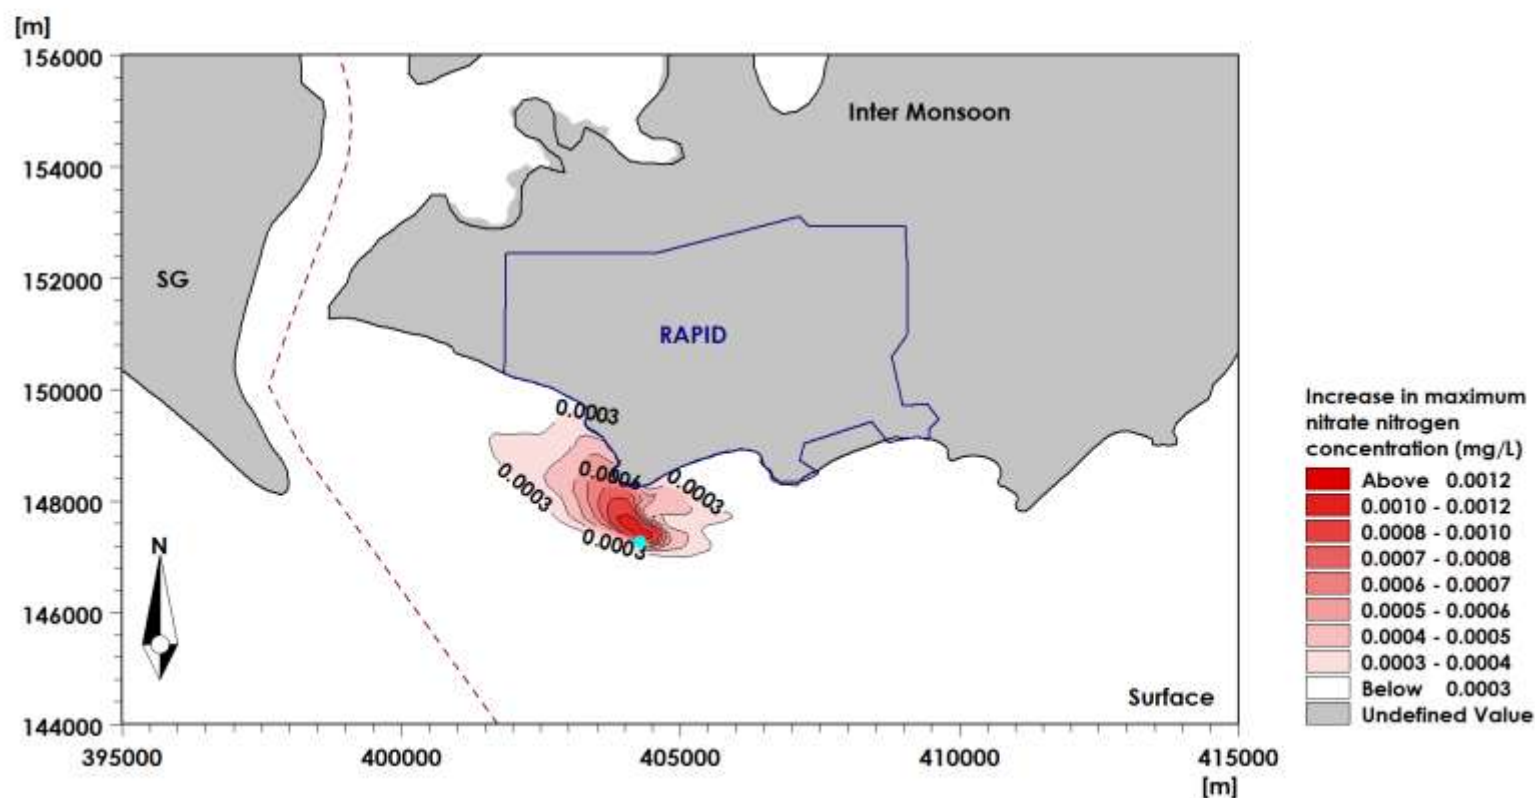 [m]
156000
154000
152000
150000
148000
146000
144000
395000
400000
405000
410000
415000
[m]
Inter Monsoon
SG
RAPID
0.0003
0.0006
0.0003
0.0003
0.0003
N
Surface
Increase in maximum
nitrate nitrogen
concentration (mg/L)
Above 0.0012
0.0010 - 0.0012
0.0008 - 0.0010
0.0007 - 0.0008
0.0006 - 0.0007
0.0005 - 0.0006
0.0004 - 0.0005
0.0003 - 0.0004
Below 0.0003
Undefined Value